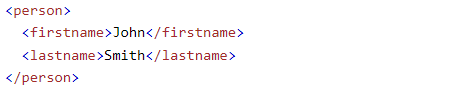 <person>
  <firstname>John</firstname>
  <lastname>Smith</lastname>
</person>